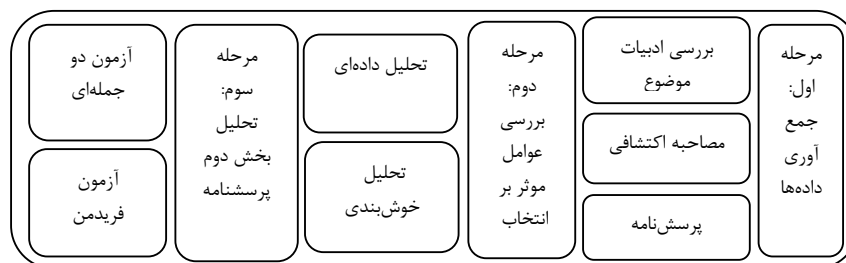 مرحله
اول:
جمع
آوری
داده‌ها
بررسی ادبیات
موضوع
مصاحبه اکتشافی
پرسش‌نامه
مرحله
دوم:
بررسی
عوامل
موثر بر
انتخاب
تحلیل داده‌ای
تحلیل
خوش‌بندی
مرحله
سوم:
تحلیل
بخش دوم
پرسشنامه
آزمون دو
جمله‌ای
آزمون
فریدمن